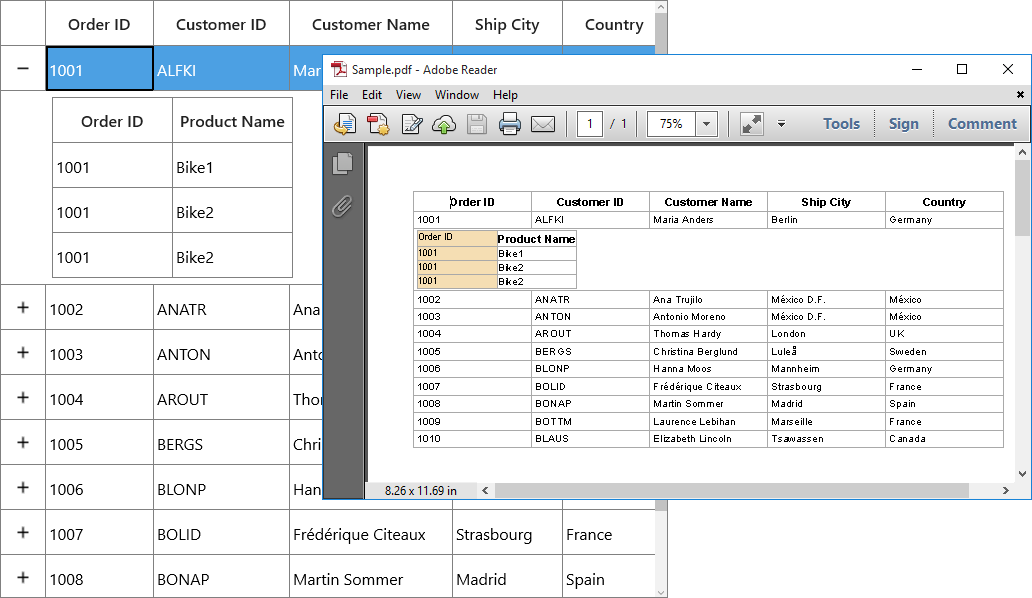 Order ID Customer ID Customer Name Ship City Country
1001 ALFKI Mar
Order ID Product Name
1001 Bike1
1001 Bike2
1001 Bike2
1002 ANATR Ana
1003 ANTON Anto
1004 AROUT Thor
1005 BERGS Chri
1006 BLONP Han
1007 BOLID Frédérique Citeaux Strasbourg France
1008 BONAP Martin Sommer Madrid Spain
Sample.pdf - Adobe Reader
File Edit View Window Help
1 / 1 75% Tools Sign Comment
Order ID Customer ID Customer Name Ship City Country
1001 ALFKI Maria Anders Berlin Germany
Order ID Product Name
1001 Bike1
1001 Bike2
1001 Bike2
1002 ANATR Ana Trujilo México D.F. México
1003 ANTON Antonio Moreno México D.F. México
1004 AROUT Thomas Hardy London UK
1005 BERGS Christina Berglund Luleå Sweden
1006 BLONP Hanna Moos Mannheim Germany
1007 BOLID Frédérique Citeaux Strasbourg France
1008 BONAP Martin Sommer Madrid Spain
1009 BOTTM Laurence Lebihan Marseille France
1010 BLAUS Elizabeth Lincoln Tsawassen Canada
8.26 x 11.69 in